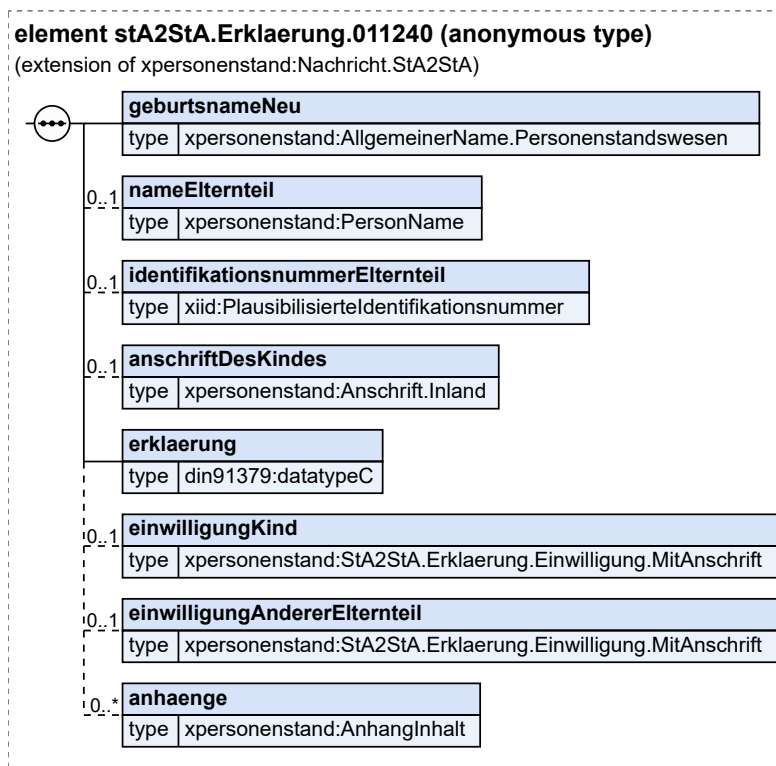 element stA2StA.Erklaerung.011240 (anonymous type)
(extension of xpersonenstand:Nachricht.StA2StA)
geburtsnameNeu
type xpersonenstand:AllgemeinerName.Personenstandswesen
0..1 nameElternteil
type xpersonenstand:PersonName
0..1 identifikationsnummerElternteil
type xiid:PlausibilisierteIdentifikationsnummer
0..1 anschriftDesKindes
type xpersonenstand:Anschrift.Inland
erklaerung
type din91379:datatypeC
0..1 einwilligungKind
type xpersonenstand:StA2StA.Erklaerung.Einwilligung.MitAnschrift
0..1 einwilligungAndererElternteil
type xpersonenstand:StA2StA.Erklaerung.Einwilligung.MitAnschrift
0..* anhaenge
type xpersonenstand:AnhangInhalt